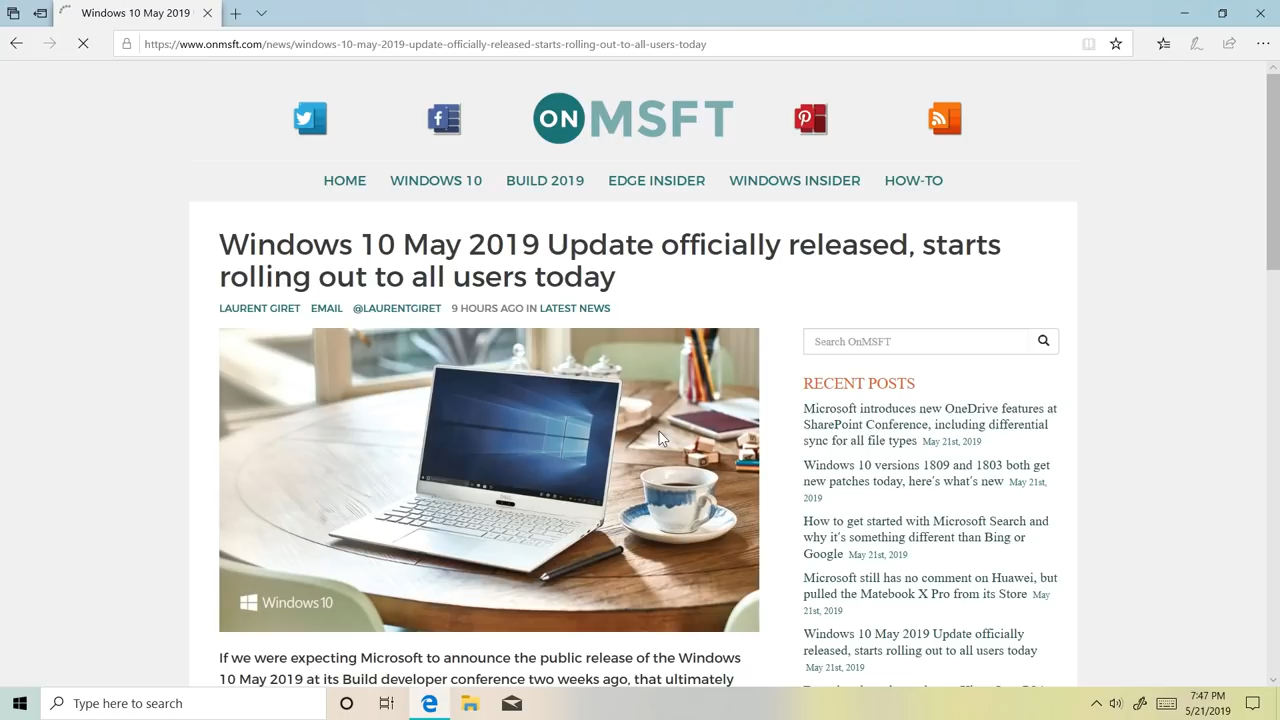 Windows 10 May 2019 Update
https://www.onmsft.com/news/windows-10-may-2019-update-officially-released-starts-rolling-out-to-all-users-today
ON MSFT
HOME WINDOWS 10 BUILD 2019 EDGE INSIDER WINDOWS INSIDER HOW-TO
Windows 10 May 2019 Update officially released, starts
rolling out to all users today
LAURENT GIRET EMAIL @LAURENTGIRET 9 HOURS AGO IN LATEST NEWS
Windows10
If we were expecting Microsoft to announce the public release of the Windows
10 May 2019 at its Build developer conference two weeks ago, that ultimately
Search OnMSFT
RECENT POSTS
Microsoft introduces new OneDrive features at
SharePoint Conference, including differential
sync for all file types May 21st, 2019
Windows 10 versions 1809 and 1803 both get
new patches today, here's what's new May 21st,
2019
How to get started with Microsoft Search and
why it's something different than Bing or
Google May 21st, 2019
Microsoft still has no comment on Huawei, but
pulled the Matebook X Pro from its Store May
21st, 2019
Windows 10 May 2019 Update officially
released, starts rolling out to all users today
May 21st, 2019
Type here to search
7:47 PM
5/21/2019